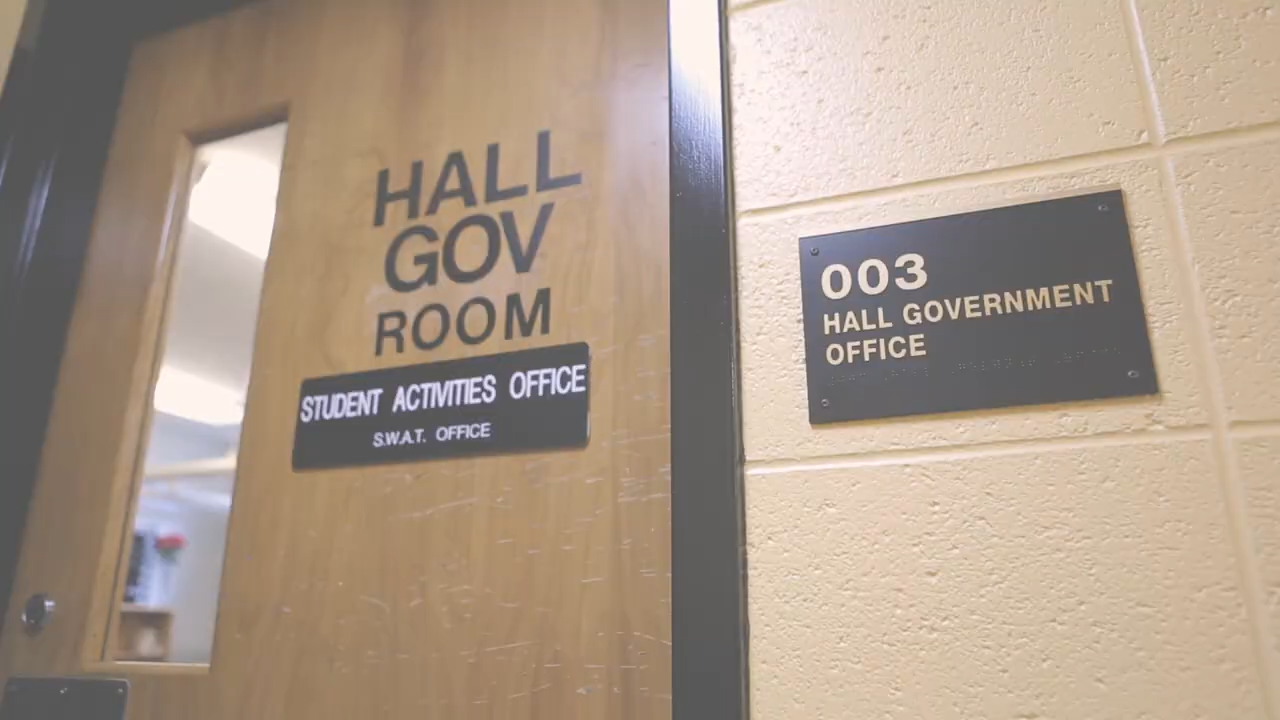 HALL
GOV
ROOM
STUDENT ACTIVITIES OFFICE
S.W.A.T. OFFICE
003
HALL GOVERNMENT
OFFICE